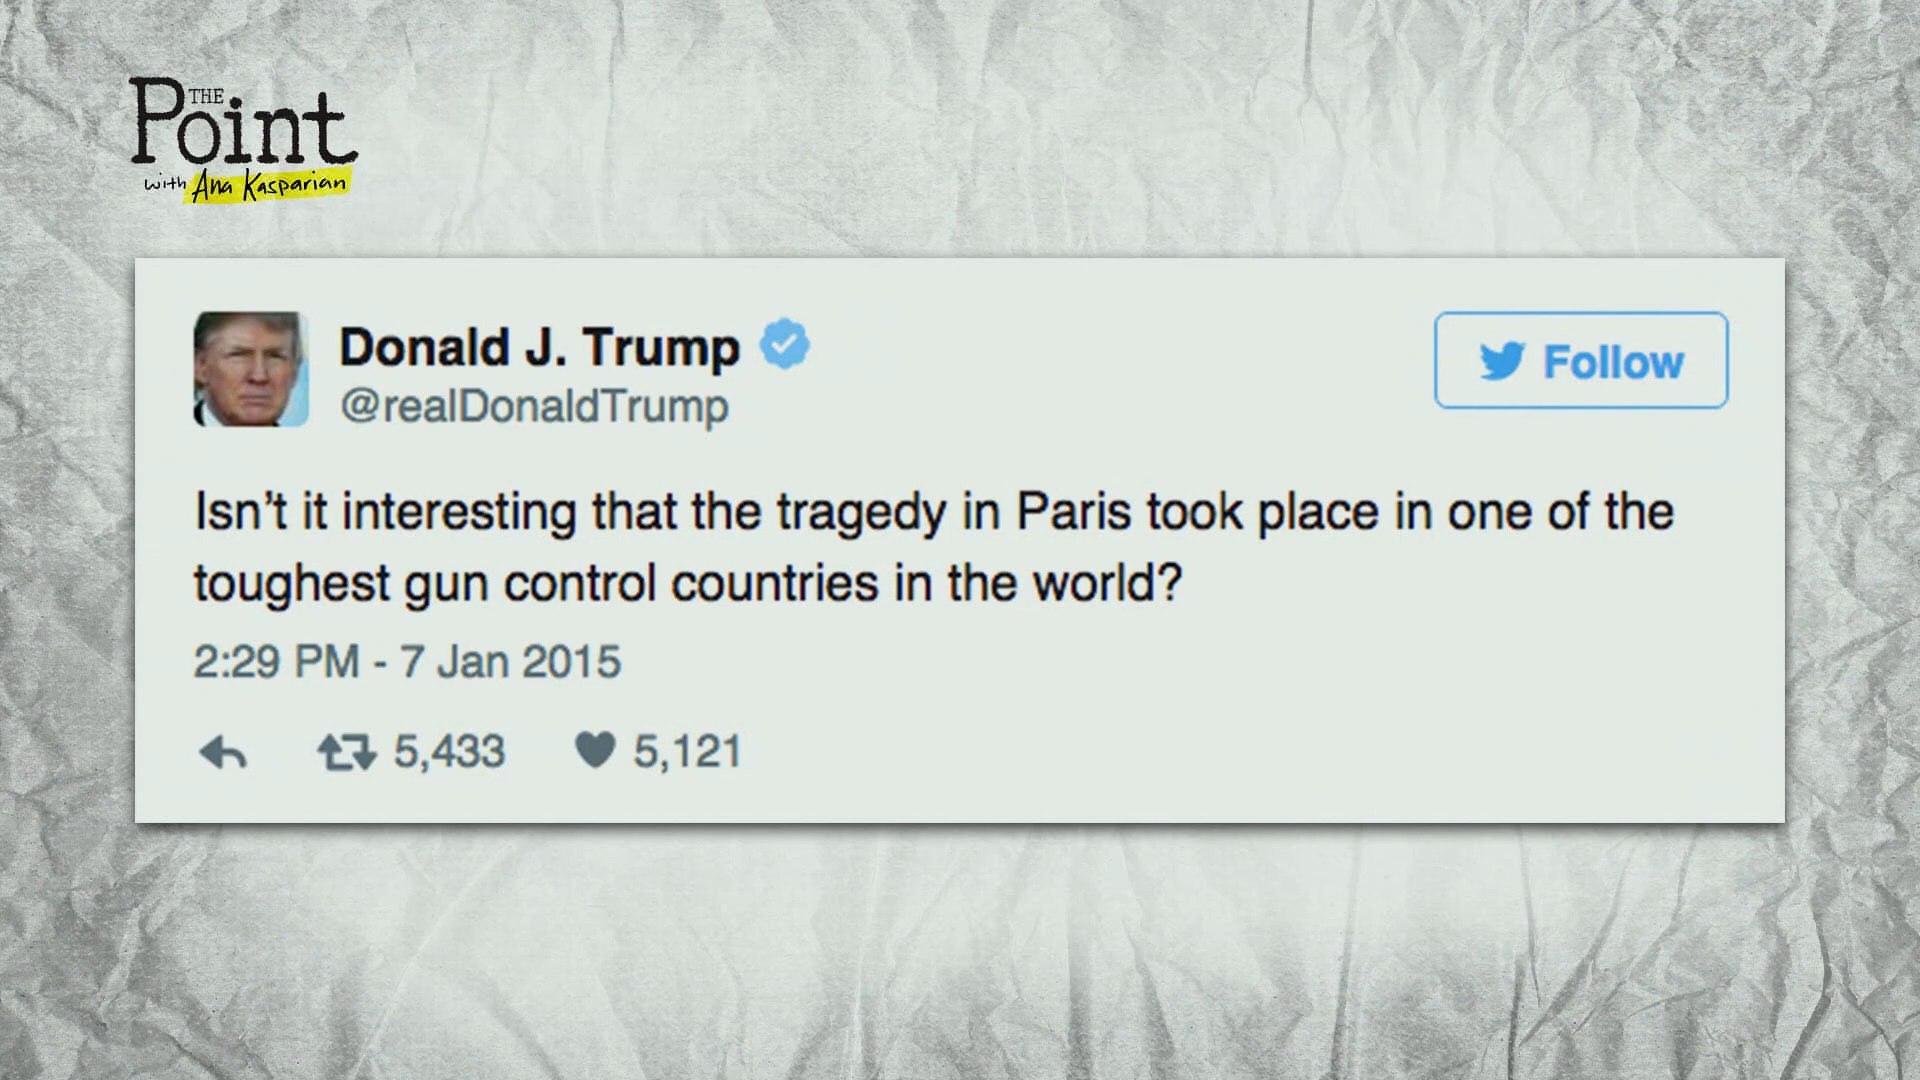 THE
Point
with Ana Kasparian
Donald J. Trump
@realDonaldTrump
Follow
Isn't it interesting that the tragedy in Paris took place in one of the
toughest gun control countries in the world?
2:29 PM - 7 Jan 2015
5,433 5,121